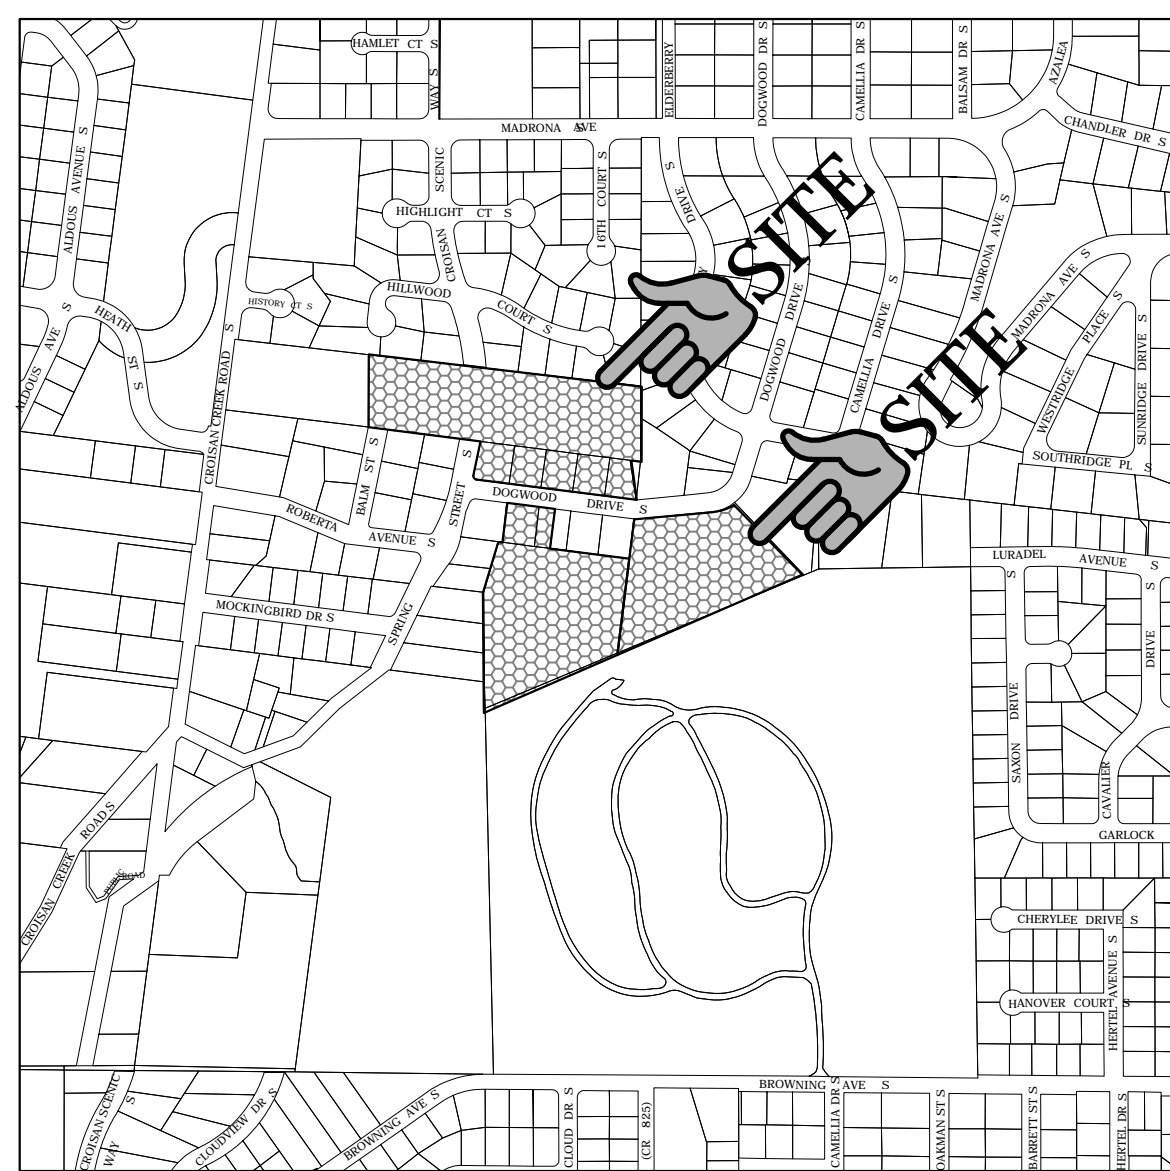 HAMLET CT S
WAY S
ELDERBERRY
DOGWOOD DR S
CAMELLIA DR S
BALSAM DR S
AZALEA
CHANDLER DR S
MADRONA AVE S
ALDOUS AVENUE S
SCENIC
16TH COURT S
DRIVE S
SITE
HIGHLIGHT CT S
CROISAN
MADRONA AVE S
MADRONA AVE S
HILLWOOD
COURT S
HISTORY CT S
HEATH
ST S
ALDOUS AVE S
CROISAN CREEK ROAD S
DOGWOOD DRIVE
CAMELLIA DRIVE S
SITE
WESTRIDGE PLACE S
SUNRIDGE DRIVE S
SOUTHRIDGE PL S
BALM ST S
SPRING STREET S
DOGWOOD DRIVE S
ROBERTA
AVENUE S
LURADEL AVENUE S
MOCKINGBIRD DR S
SAXON DRIVE S
CAVALIER
DRIVE S
GARLOCK
CROISAN CREEK ROAD S
PUBLIC ROAD
CHERYLEE DRIVE S
HERTEL AVENUE S
HANOVER COURT S
BROWNING AVE S
CROISAN SCENIC
WAY S
CLOUDVIEW DR S
BROWNING AVE S
CLOUD DR S
(CR 825)
CAMELLIA DR S
OAKMAN ST S
BARRETT ST S
HERTEL DR S